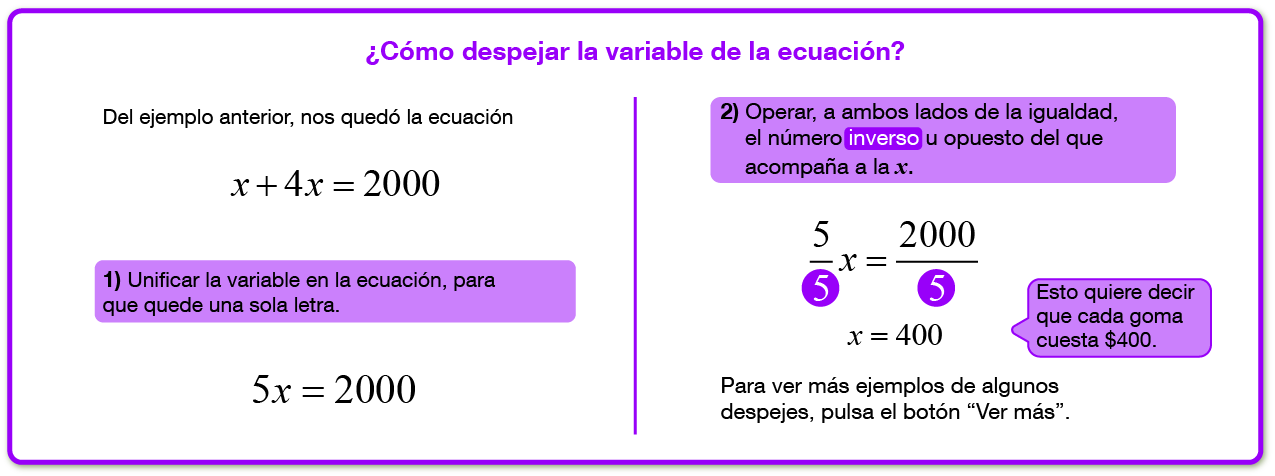 ¿Cómo despejar la variable de la ecuación?
Del ejemplo anterior, nos quedó la ecuación
x + 4x = 2000
1) Unificar la variable en la ecuación, para
que quede una sola letra.
5x = 2000
2) Operar, a ambos lados de la igualdad,
el número inverso u opuesto del que
acompaña a la x.
5/5 x = 2000/5
x = 400
Esto quiere decir
que cada goma
cuesta $400.
Para ver más ejemplos de algunos
despejes, pulsa el botón “Ver más”.